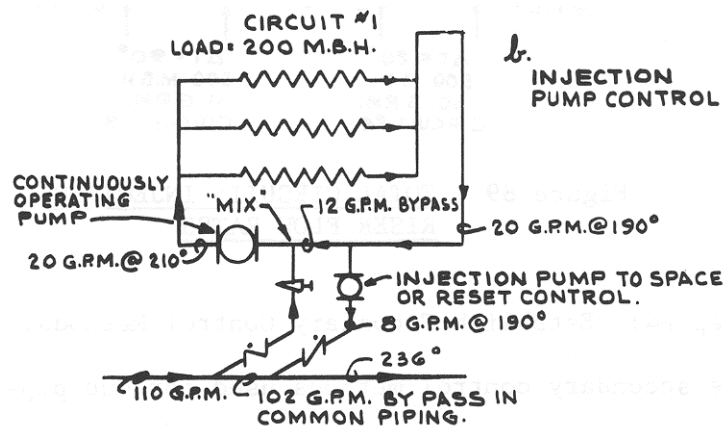 CIRCUIT #1
LOAD = 200 M.B.H.
b.
INJECTION
PUMP CONTROL
CONTINUOUSLY
OPERATING
PUMP
"MIX"
12 G.P.M. BYPASS
20 G.P.M. @ 210°
20 G.P.M. @ 190°
INJECTION PUMP TO SPACE
OR RESET CONTROL.
8 G.P.M. @ 190°
236°
110 G.P.M.
102 G.P.M. BY PASS IN
COMMON PIPING.